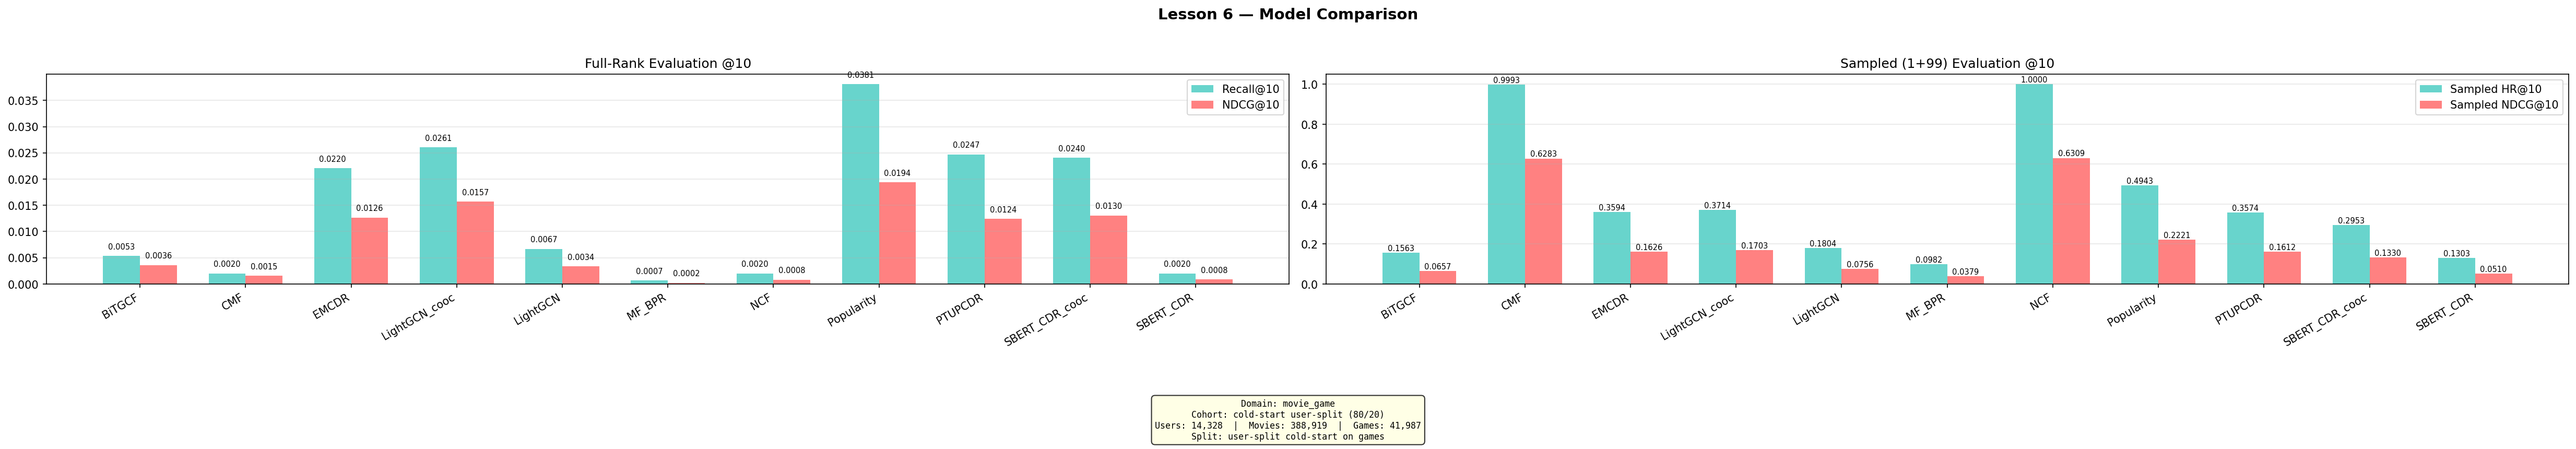 Lesson 6 — Model Comparison
Full-Rank Evaluation @10
0.035
0.030
0.025
0.020
0.015
0.010
0.005
0.000
Recall@10
NDCG@10
0.0053
0.0036
0.0020
0.0015
0.0220
0.0126
0.0261
0.0157
0.0067
0.0034
0.0007
0.0002
0.0020
0.0008
0.0381
0.0194
0.0247
0.0124
0.0240
0.0130
0.0020
0.0008
BiTGCF
CMF
EMCDR
LightGCN_cooc
LightGCN
MF_BPR
NCF
Popularity
PTUPCDR
SBERT_CDR_cooc
SBERT_CDR
Sampled (1+99) Evaluation @10
1.0
0.8
0.6
0.4
0.2
0.0
Sampled HR@10
Sampled NDCG@10
0.1563
0.0657
0.9993
0.6283
0.3594
0.1626
0.3714
0.1703
0.1804
0.0756
0.0982
0.0379
1.0000
0.6309
0.4943
0.2221
0.3574
0.1612
0.2953
0.1330
0.1303
0.0510
BiTGCF
CMF
EMCDR
LightGCN_cooc
LightGCN
MF_BPR
NCF
Popularity
PTUPCDR
SBERT_CDR_cooc
SBERT_CDR
Domain: movie_game
Cohort: cold-start user-split (80/20)
Users: 14,328 | Movies: 388,919 | Games: 41,987
Split: user-split cold-start on games